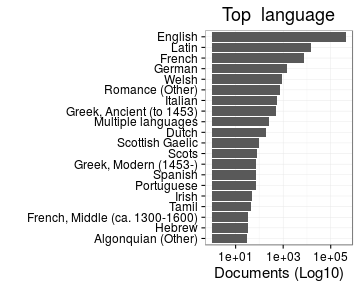 Top language
English
Latin
French
German
Welsh
Romance (Other)
Italian
Greek, Ancient (to 1453)
Multiple languages
Dutch
Scottish Gaelic
Scots
Greek, Modern (1453-)
Spanish
Portuguese
Irish
Tamil
French, Middle (ca. 1300-1600)
Hebrew
Algonquian (Other)
1e+01 1e+03 1e+05
Documents (Log10)